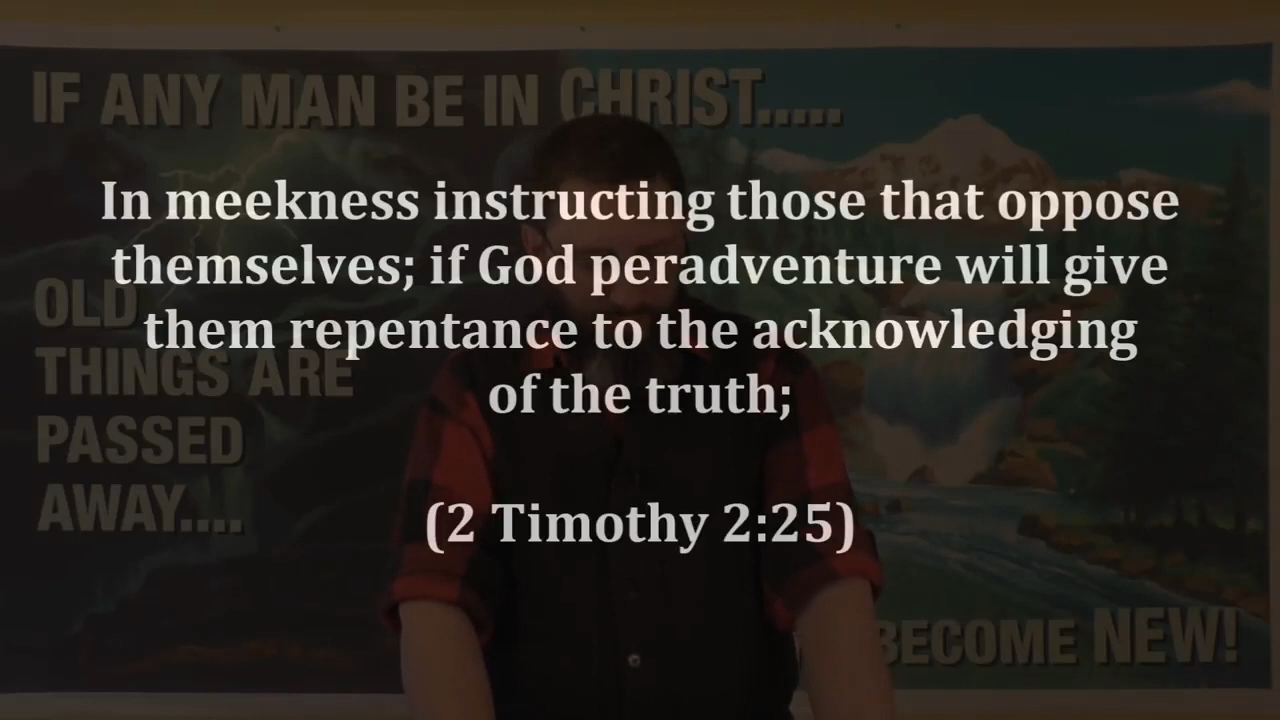 IF ANY MAN BE IN CHRIST.....
In meekness instructing those that oppose
themselves; if God peradventure will give
them repentance to the acknowledging
of the truth;
(2 Timothy 2:25)
OLD
THINGS ARE
PASSED
AWAY....
BECOME NEW!